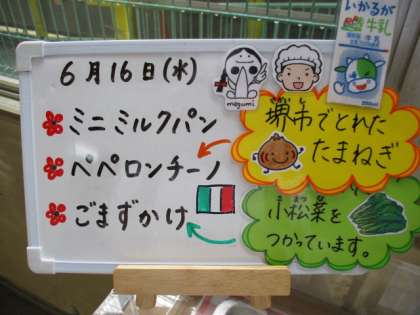 6月16日(水)
megumi
いかるが
牛乳
ミニミルクパン
ペペロンチーノ
ごまずかけ
堺市でとれた
たまねぎ
小松菜を
つかっています。